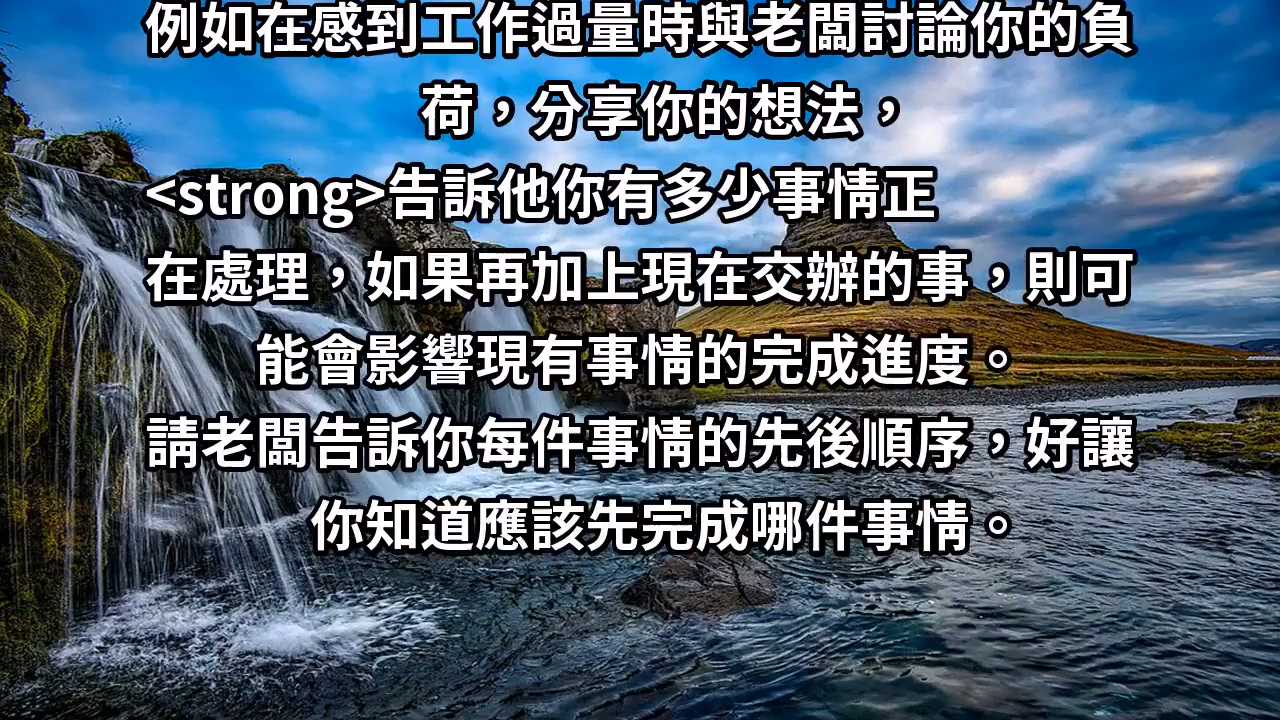 例如在感到工作過量時與老闆討論你的負
荷，分享你的想法，
<strong>告訴他你有多少事情正
在處理，如果再加上現在交辦的事，則可
能會影響現有事情的完成進度。
請老闆告訴你每件事情的先後順序，好讓
你知道應該先完成哪件事情。